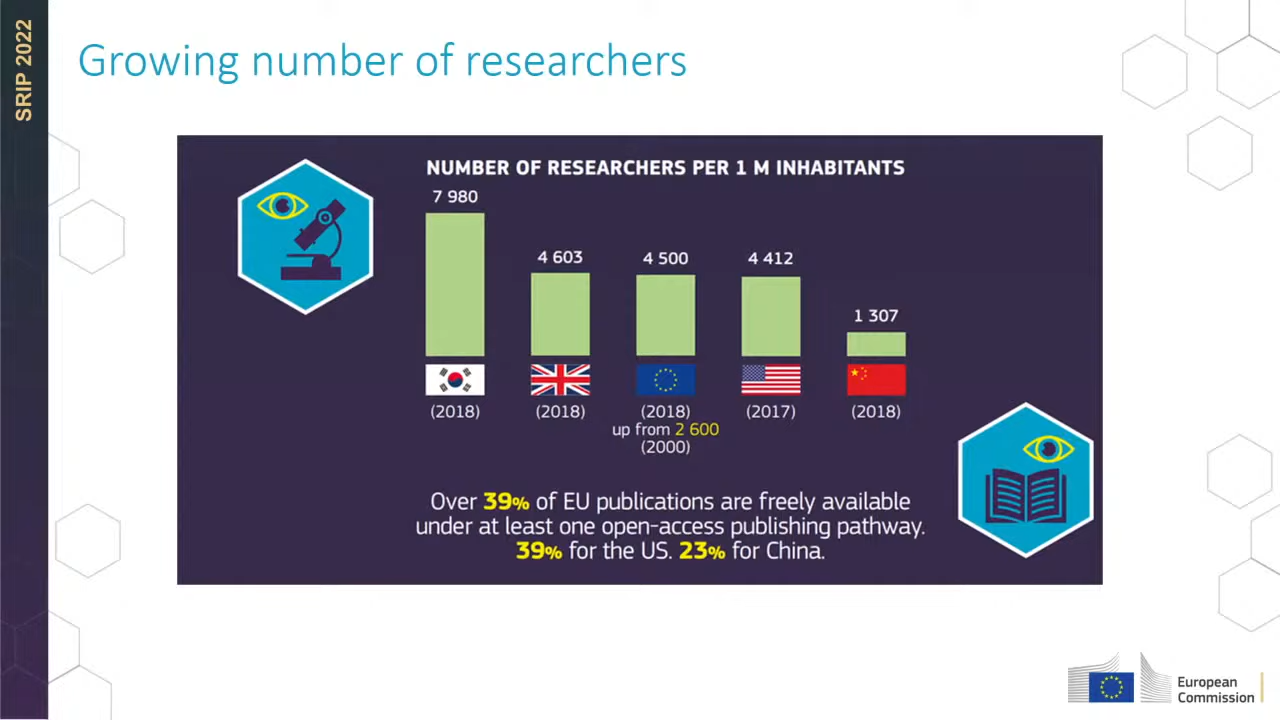 SRIP 2022
Growing number of researchers
NUMBER OF RESEARCHERS PER 1 M INHABITANTS
7 980
4 603
4 500
4 412
1 307
(2018)
(2018)
(2018)
(2017)
(2018)
up from 2 600
(2000)
Over 39% of EU publications are freely available
under at least one open-access publishing pathway.
39% for the US. 23% for China.
European
Commission